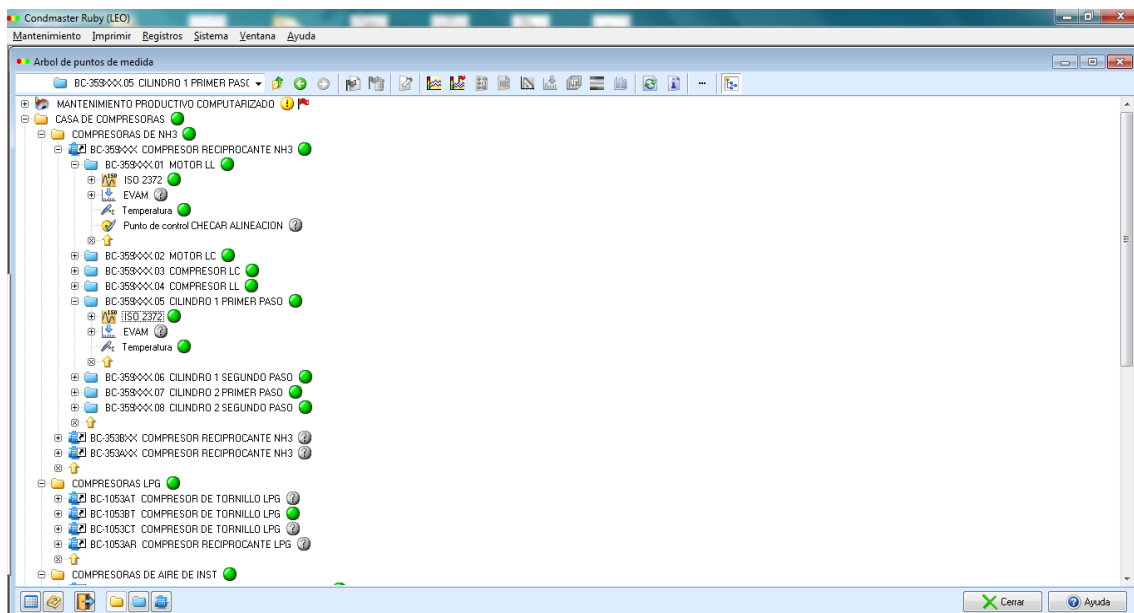 Condmaster Ruby (LEO)
Mantenimiento Imprimir Registros Sistema Ventana Ayuda
Arbol de puntos de medida
BC-359XXX.05 CILINDRO 1 PRIMER PASC
MANTENIMIENTO PRODUCTIVO COMPUTARIZADO
CASA DE COMPRESORAS
COMPRESORAS DE NH3
BC-359XXX COMPRESOR RECIPROCANTE NH3
BC-359XXX.01 MOTOR LL
ISO 2372
EVAM
Temperatura
Punto de control CHECAR ALINEACION
BC-359XXX.02 MOTOR LC
BC-359XXX.03 COMPRESOR LC
BC-359XXX.04 COMPRESOR LL
BC-359XXX.05 CILINDRO 1 PRIMER PASO
ISO 2372
EVAM
Temperatura
BC-359XXX.06 CILINDRO 1 SEGUNDO PASO
BC-359XXX.07 CILINDRO 2 PRIMER PASO
BC-359XXX.08 CILINDRO 2 SEGUNDO PASO
BC-353BXX COMPRESOR RECIPROCANTE NH3
BC-353AXX COMPRESOR RECIPROCANTE NH3
COMPRESORAS LPG
BC-1053AT COMPRESOR DE TORNILLO LPG
BC-1053BT COMPRESOR DE TORNILLO LPG
BC-1053CT COMPRESOR DE TORNILLO LPG
BC-1053AR COMPRESOR RECIPROCANTE LPG
COMPRESORAS DE AIRE DE INST
Cerrar Ayuda